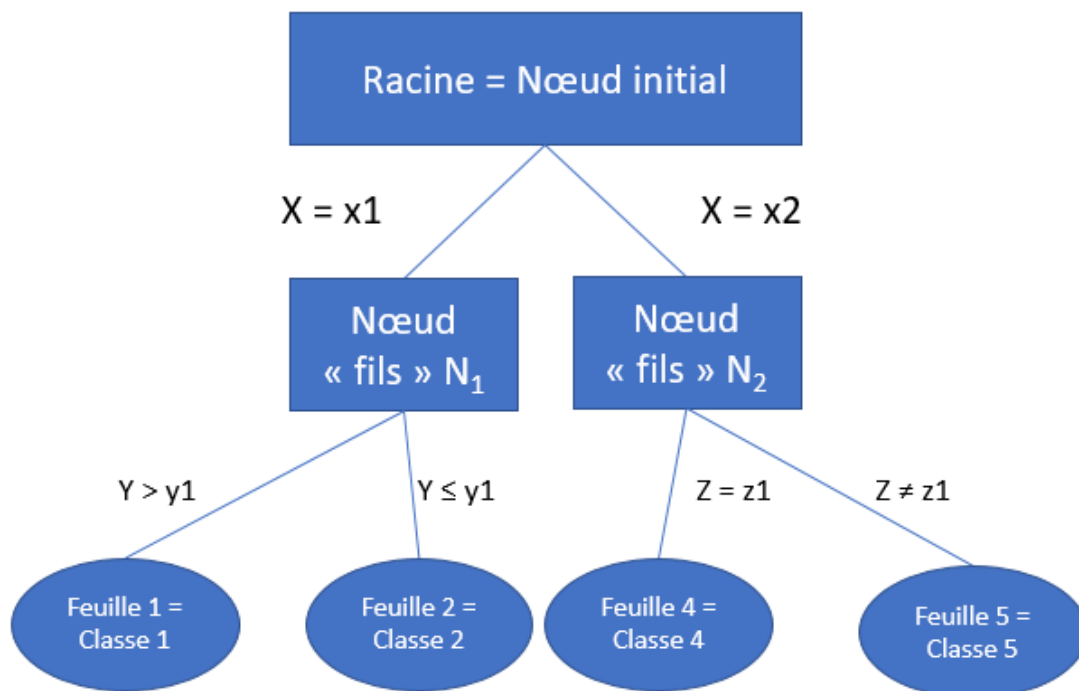 Racine = Nœud initial
X = x1
X = x2
Nœud
« fils » N₁
Nœud
« fils » N₂
Y > y1
Y ≤ y1
Z = z1
Z ≠ z1
Feuille 1 =
Classe 1
Feuille 2 =
Classe 2
Feuille 4 =
Classe 4
Feuille 5 =
Classe 5